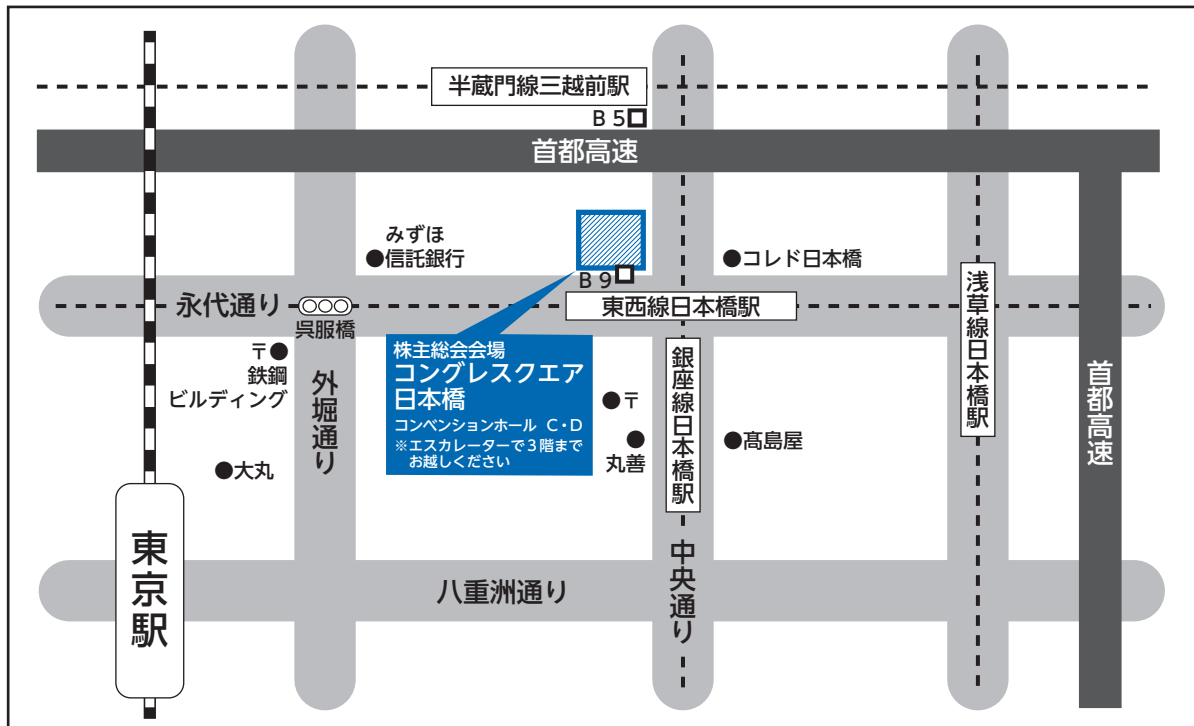 半蔵門線三越前駅
B 5
首都高速
みずほ
●信託銀行
●コレド日本橋
B 9
永代通り
呉服橋
東西線日本橋駅
浅草線日本橋駅
首都高速
〒●
鉄鋼
ビルディング
外堀通り
株主総会会場
コングレスクエア
日本橋
コンベンションホール C・D
※エスカレーターで3階まで
お越しください
●〒
●
丸善
銀座線日本橋駅
●髙島屋
●大丸
東京駅
八重洲通り
中央通り